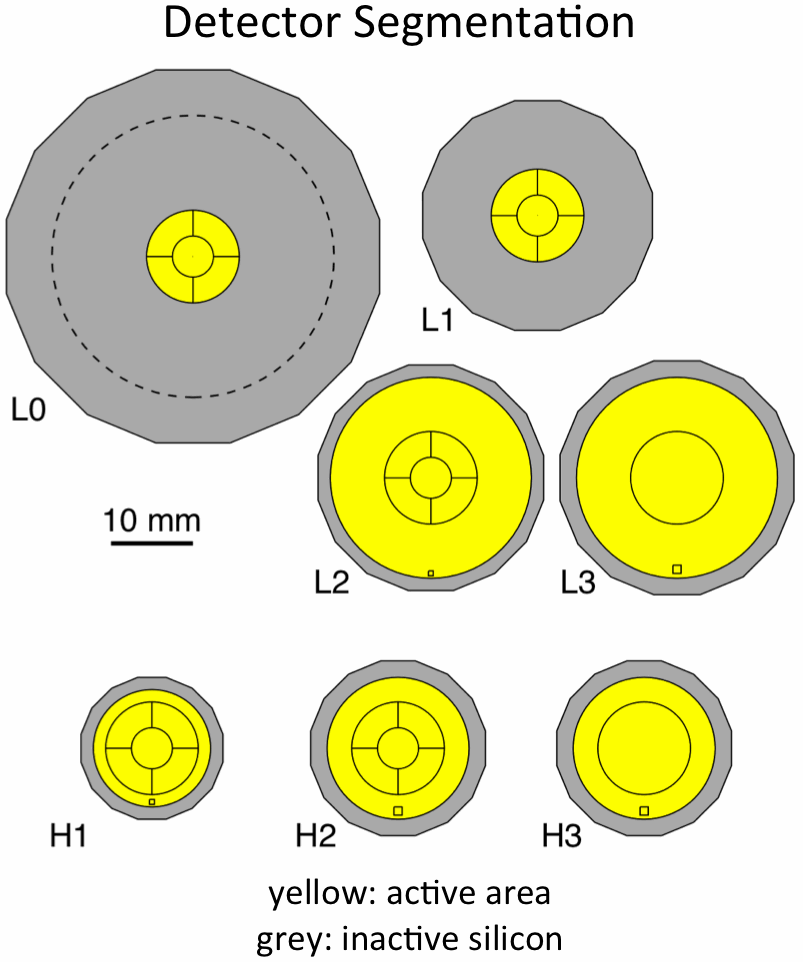 Detector Segmentation
L0
L1
10 mm
L2
L3
H1
H2
H3
yellow: active area
grey: inactive silicon